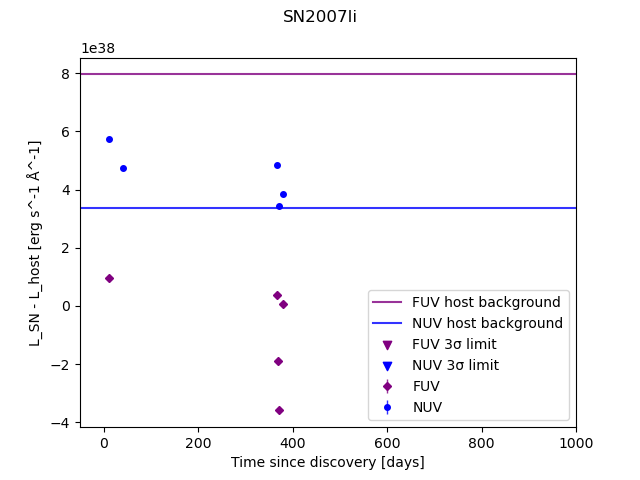 SN2007li
1e38
8
6
4
2
0
−2
−4
L_SN - L_host [erg s^-1 Å^-1]
FUV host background
NUV host background
FUV 3σ limit
NUV 3σ limit
FUV
NUV
0 200 400 600 800 1000
Time since discovery [days]